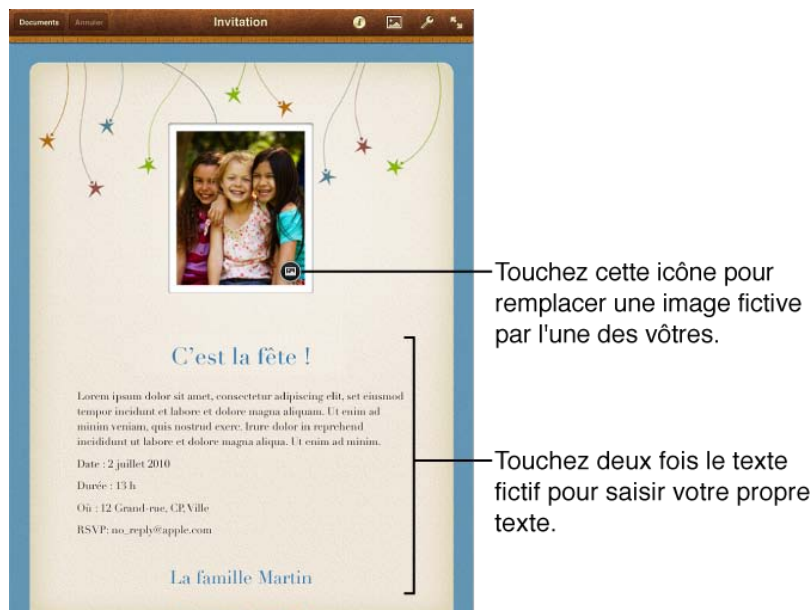 Documents Annuler Invitation
Touchez cette icône pour
remplacer une image fictive
par l'une des vôtres.
C'est la fête !
Lorem ipsum dolor sit amet, consectetur adipiscing elit, set eiusmod
tempor incidunt et labore et dolore magna aliquam. Ut enim ad
minim veniam, quis nostrud exerc. Irure dolor in reprehend
incididunt ut labore et dolore magna aliqua. Ut enim ad minim.
Date : 2 juillet 2010
Durée : 13 h
Où : 12 Grand-rue, CP, Ville
RSVP: no_reply@apple.com
Touchez deux fois le texte
fictif pour saisir votre propre
texte.
La famille Martin